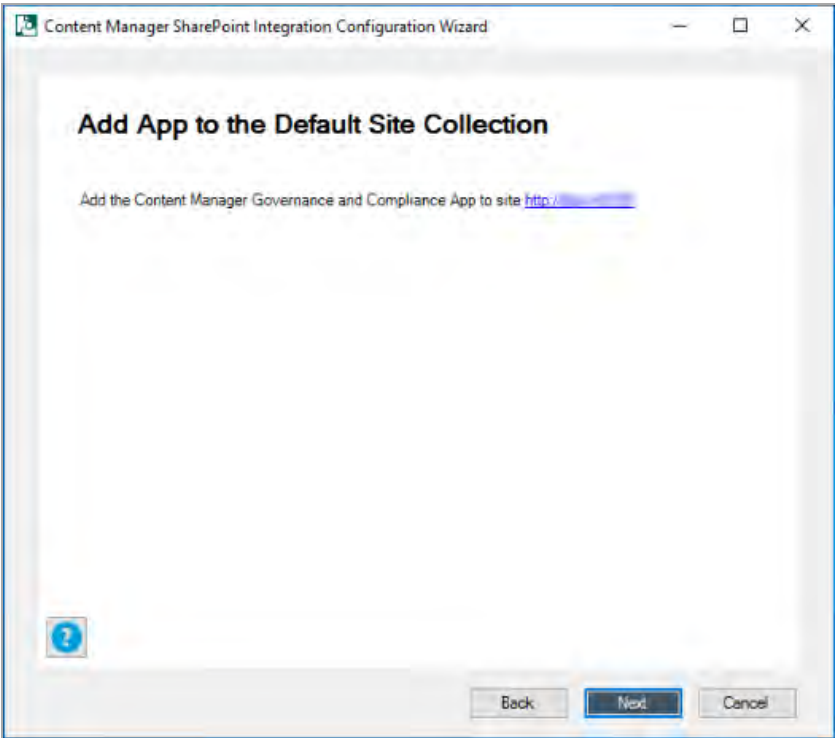 Content Manager SharePoint Integration Configuration Wizard
Add App to the Default Site Collection
Add the Content Manager Governance and Compliance App to site http:/
?
Back
Next
Cancel